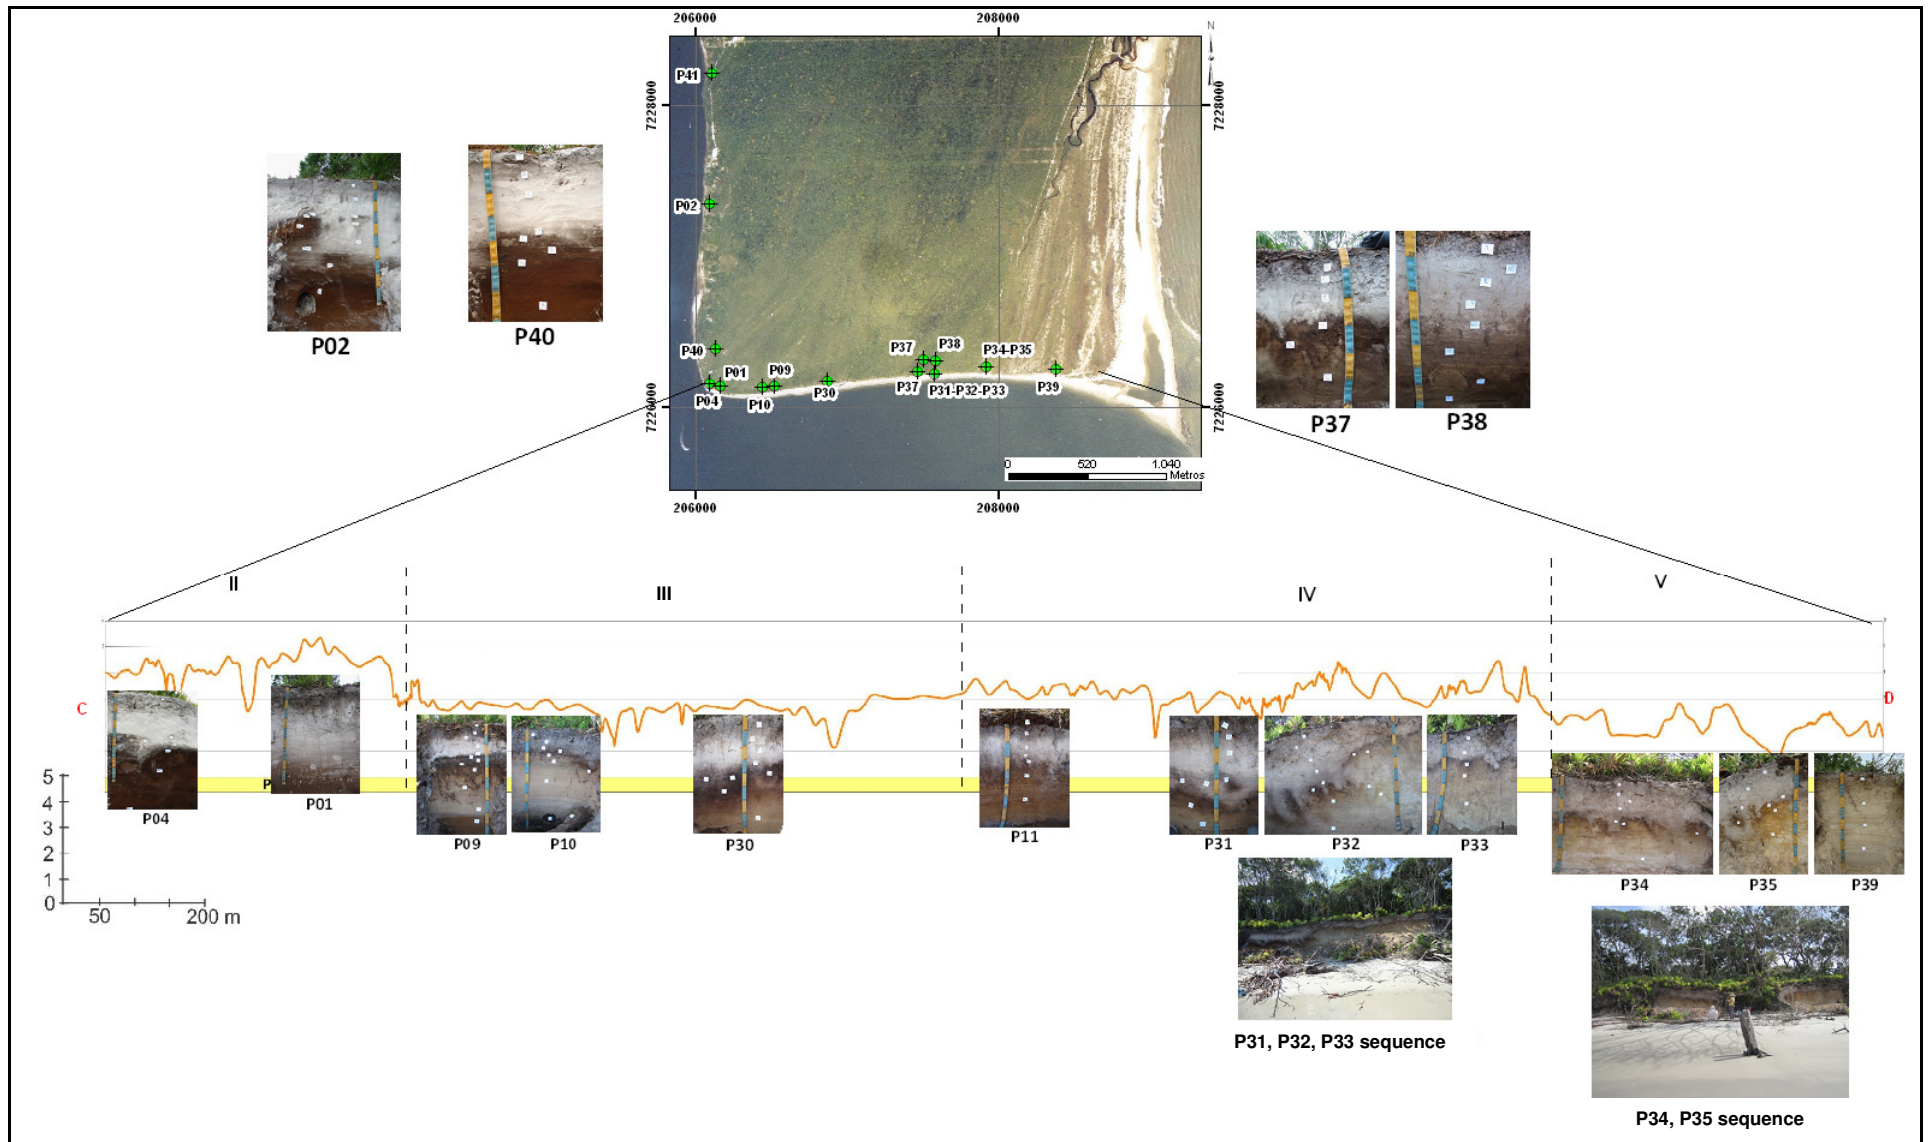 206000
208000
N
P41
7228000
7228000
P02
P02
P40
P40
P37
P38
P34-P35
P01
P09
P04
P10
P30
P37
P31-P32-P33
P39
7226000
7226000
0
520
1.040
Metros
206000
208000
P37
P38
II
III
IV
V
C
D
P
P04
P01
P09
P10
P30
P11
P31
P32
P33
P34
P35
P39
5
4
3
2
1
0
50
200 m
P31, P32, P33 sequence
P34, P35 sequence